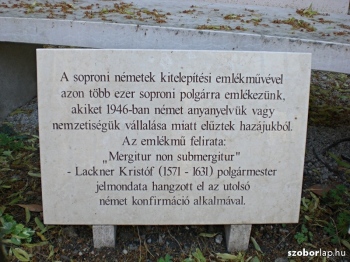 A soproni németek kitelepítési emlékművével
azon több ezer soproni polgárra emlékezünk,
akiket 1946-ban német anyanyelvük vagy
nemzetiségük vállalása miatt elűztek hazájukból.
Az emlékmű felirata:
„Mergitur non submergitur"
- Lackner Kristóf (1571 - 1631) polgármester
jelmondata hangzott el az utolsó
német konfirmáció alkalmával.
szoborlap.hu